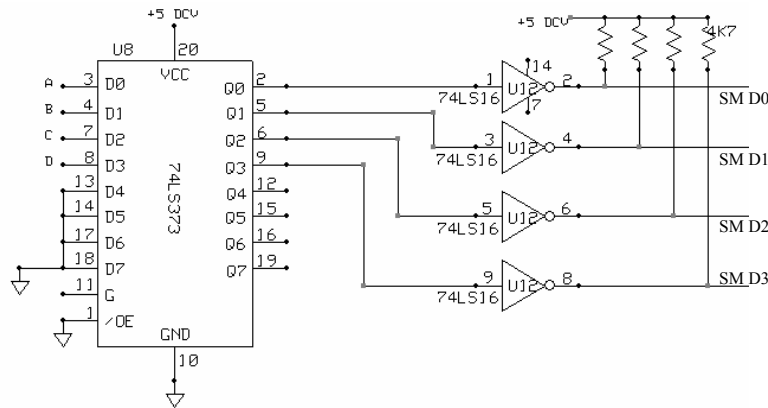 +5 DCV
+5 DCV
4K7
U8
20
VCC
A 3 D0 Q0 2
B 4 D1 Q1 5
C 7 D2 Q2 6
D 8 D3 Q3 9
13 D4 Q4 12
14 D5 Q5 15
17 D6 Q6 16
18 D7 Q7 19
11 G
1 /OE
GND
10
74LS373
14
1 U12 2 SM D0
7
74LS16
3 U12 4 SM D1
74LS16
5 U12 6 SM D2
74LS16
9 U12 8 SM D3
74LS16